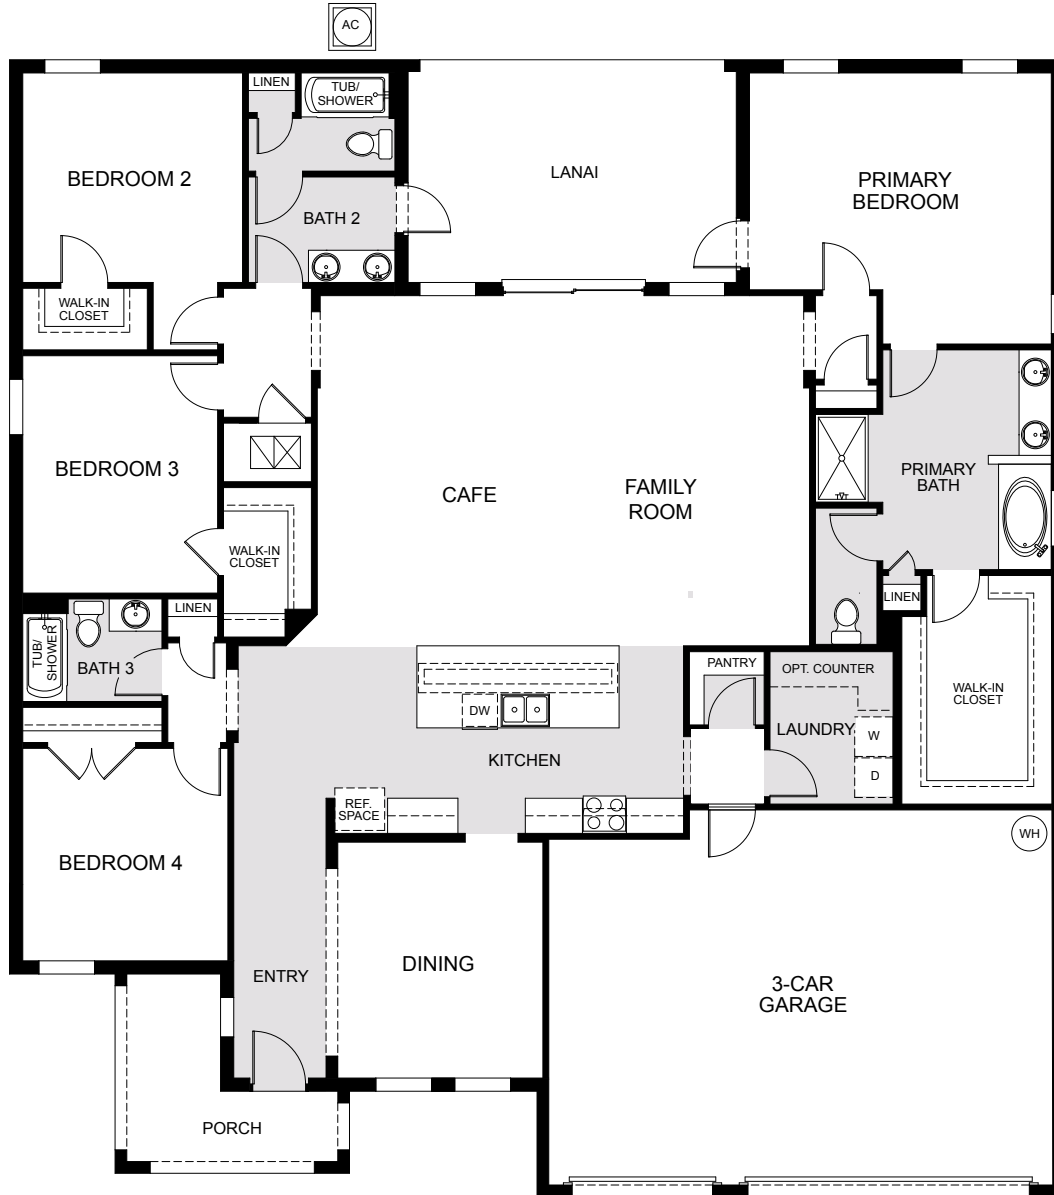 AC
LINEN
TUB/
SHOWER
BEDROOM 2
LANAI
PRIMARY
BEDROOM
BATH 2
WALK-IN
CLOSET
BEDROOM 3
CAFE
FAMILY
ROOM
PRIMARY
BATH
WALK-IN
CLOSET
LINEN
LINEN
TUB/
SHOWER
BATH 3
PANTRY
OPT. COUNTER
WALK-IN
CLOSET
DW
LAUNDRY
W
KITCHEN
D
REF.
SPACE
WH
BEDROOM 4
DINING
ENTRY
3-CAR
GARAGE
PORCH